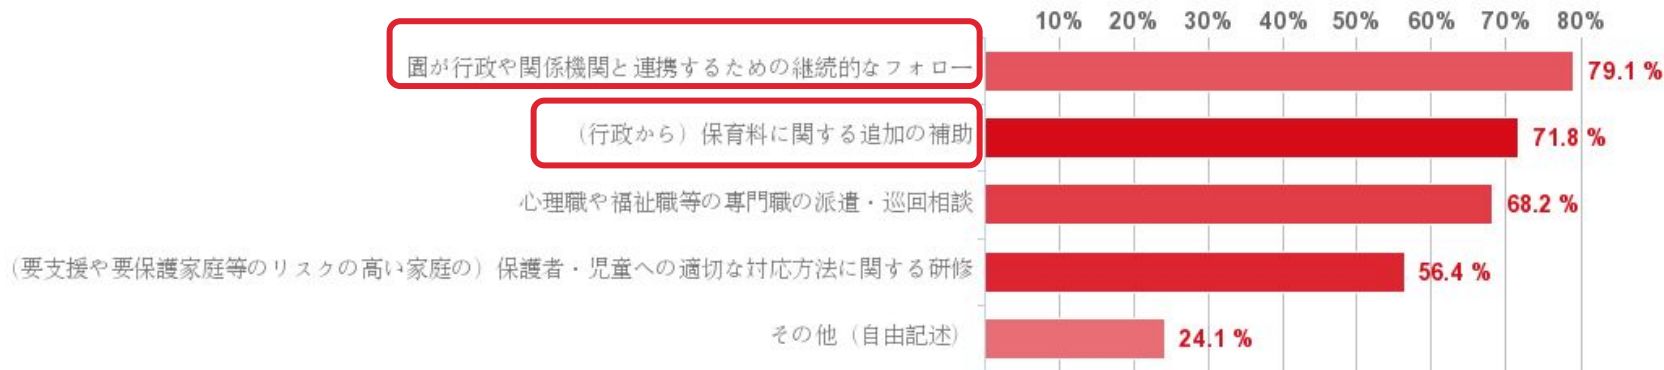 10% 20% 30% 40% 50% 60% 70% 80%
園が行政や関係機関と連携するための継続的なフォロー 79.1 %
（行政から）保育料に関する追加の補助 71.8 %
心理職や福祉職等の専門職の派遣・巡回相談 68.2 %
（要支援や要保護家庭等のリスクの高い家庭の）保護者・児童への適切な対応方法に関する研修 56.4 %
その他（自由記述） 24.1 %